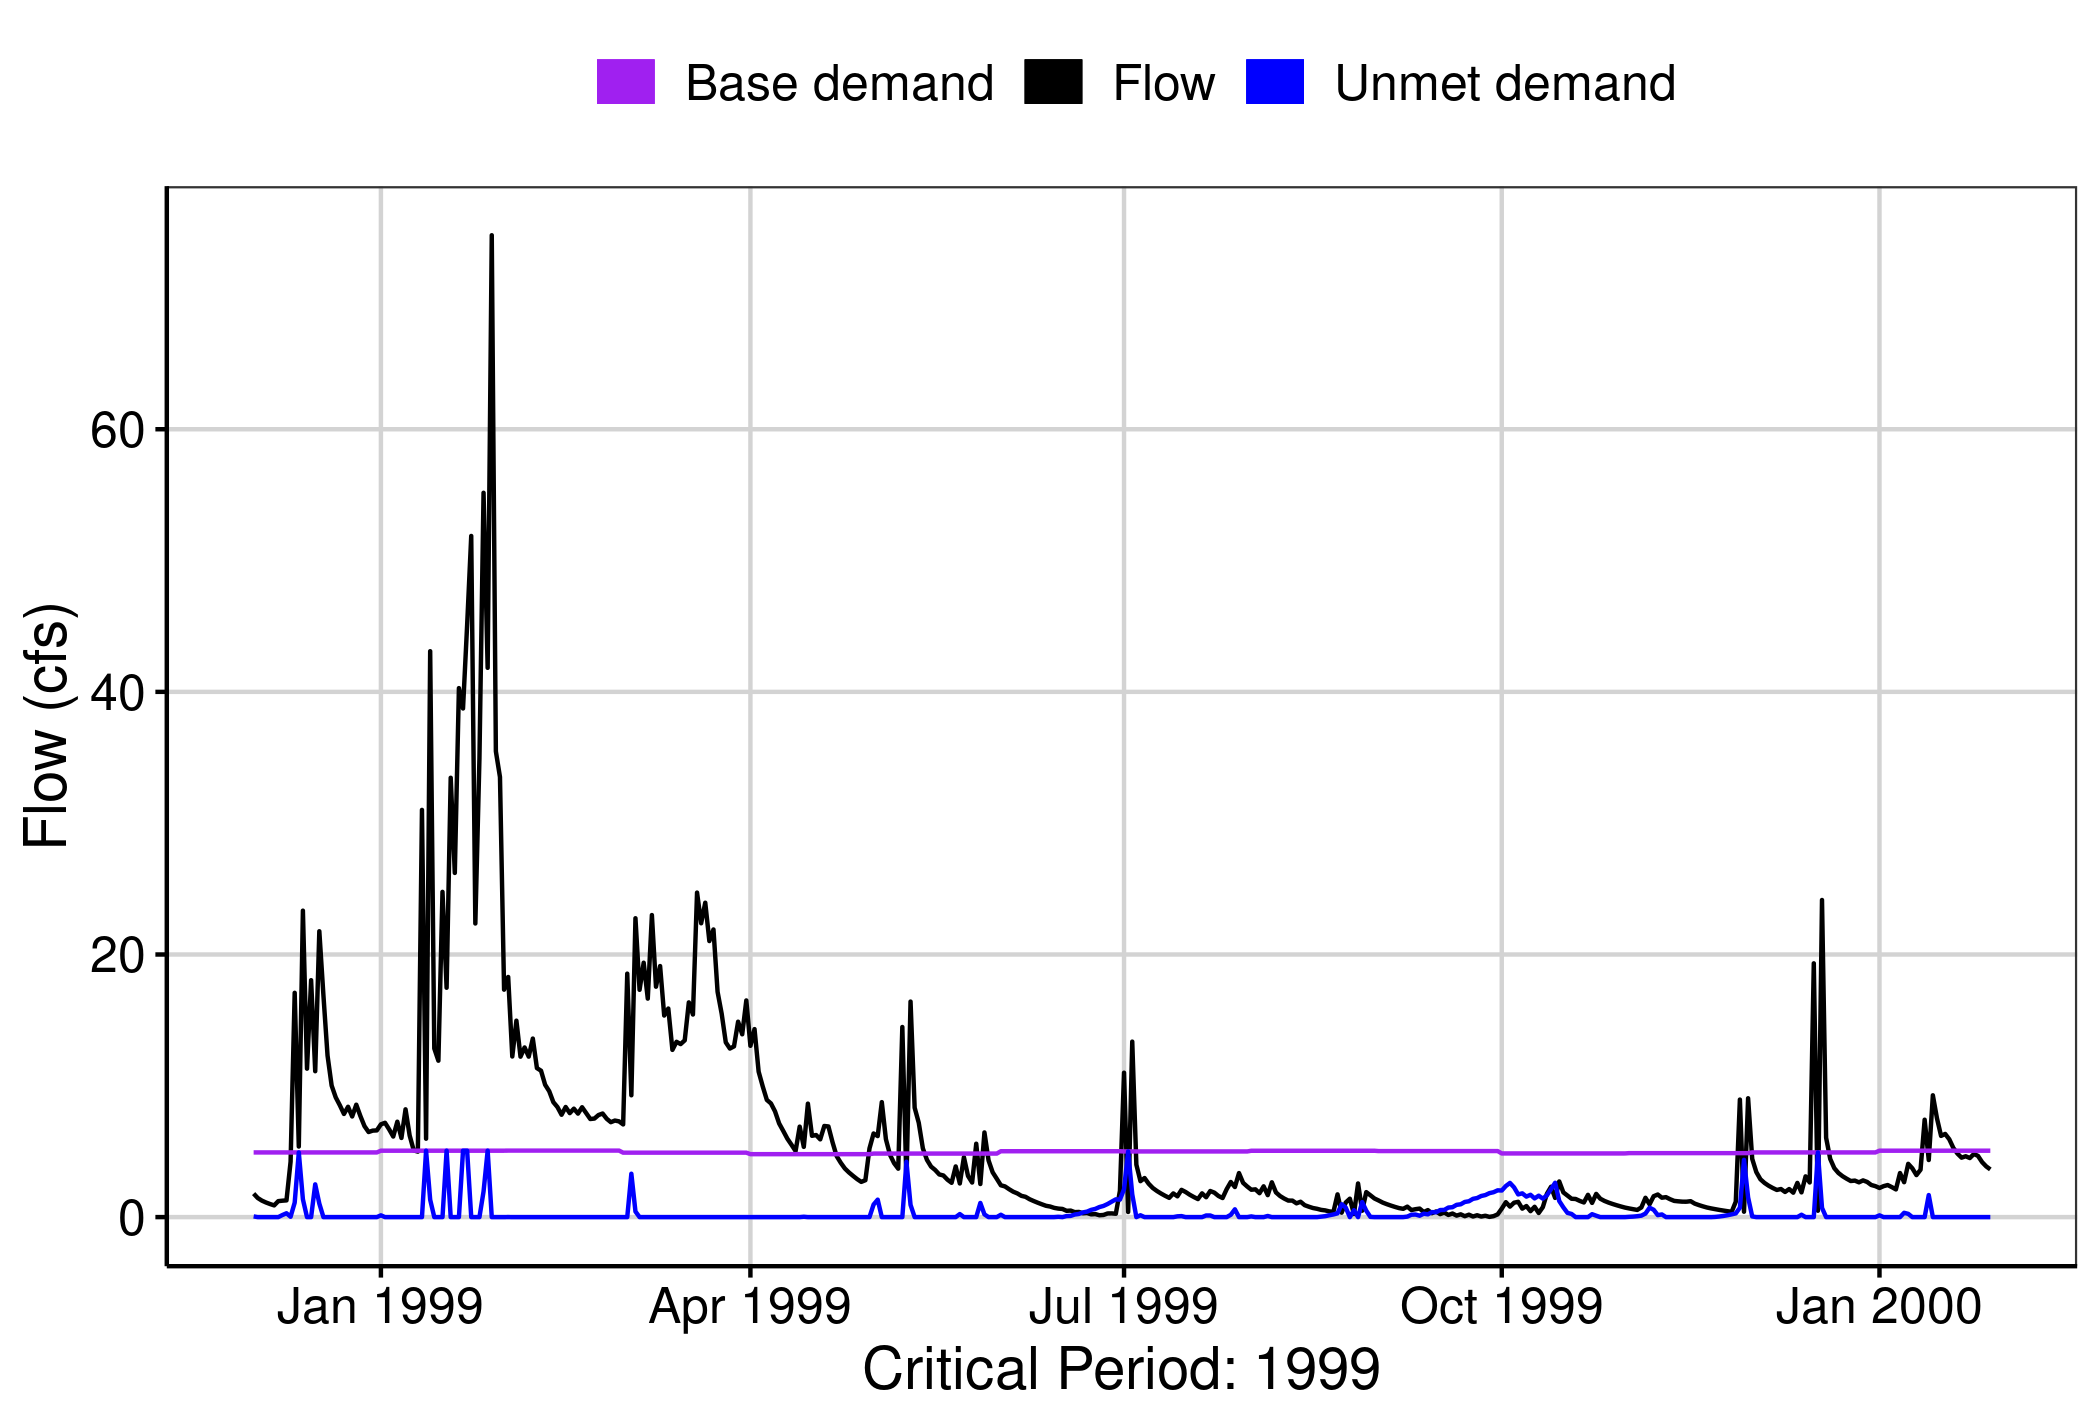 Base demand Flow Unmet demand
Flow (cfs)
60
40
20
0
Jan 1999 Apr 1999 Jul 1999 Oct 1999 Jan 2000
Critical Period: 1999